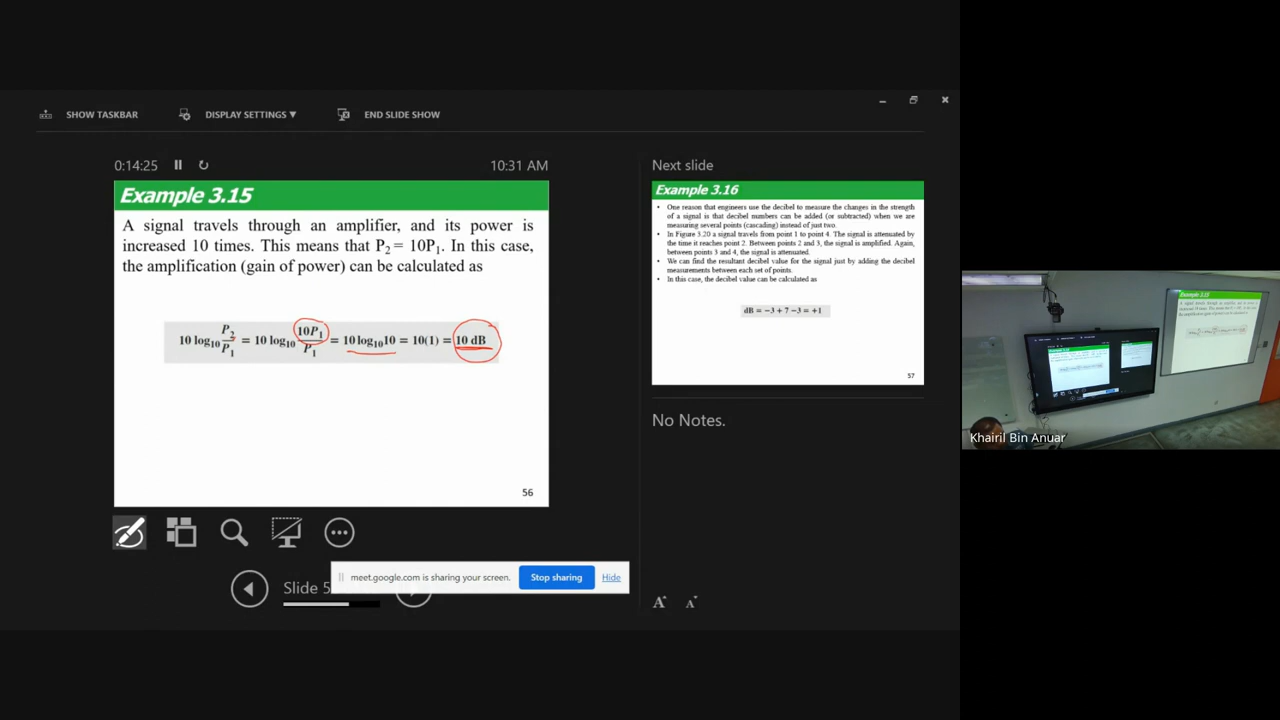 SHOW TASKBAR
DISPLAY SETTINGS ▼
END SLIDE SHOW
0:14:25
10:31 AM
Example 3.15
A signal travels through an amplifier, and its power is
increased 10 times. This means that P₂ = 10P₁. In this case,
the amplification (gain of power) can be calculated as
10 log₁₀ P₂/P₁ = 10 log₁₀ 10P₁/P₁ = 10 log₁₀10 = 10(1) = 10 dB
56
Slide 5
meet.google.com is sharing your screen.
Stop sharing
Hide
Next slide
Example 3.16
• One reason that engineers use the decibel to measure the changes in the strength
of a signal is that decibel numbers can be added (or subtracted) when we are
measuring several points (cascading) instead of just two.
• In Figure 3.20 a signal travels from point 1 to point 4. The signal is attenuated by
the time it reaches point 2. Between points 2 and 3, the signal is amplified. Again,
between points 3 and 4, the signal is attenuated.
• We can find the resultant decibel value for the signal just by adding the decibel
measurements between each set of points.
• In this case, the decibel value can be calculated as
dB = −3 + 7 − 3 = +1
57
No Notes.
A A
Example 3.15
Khairil Bin Anuar